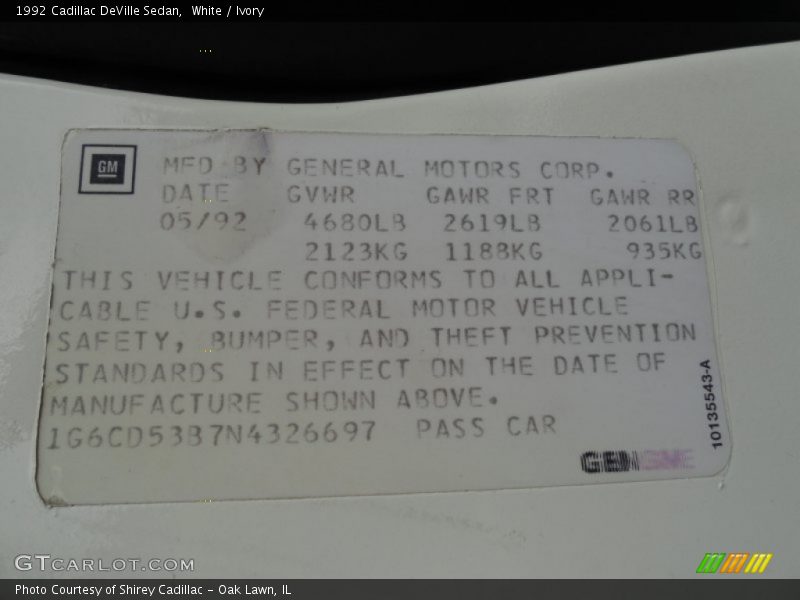 1992 Cadillac DeVille Sedan, White / Ivory
GM MFD BY GENERAL MOTORS CORP.
DATE GVWR GAWR FRT GAWR RR
05/92 4680LB 2619LB 2061LB
2123KG 1188KG 935KG
THIS VEHICLE CONFORMS TO ALL APPLI-
CABLE U.S. FEDERAL MOTOR VEHICLE
SAFETY, BUMPER, AND THEFT PREVENTION
STANDARDS IN EFFECT ON THE DATE OF
MANUFACTURE SHOWN ABOVE.
1G6CD53B7N4326697 PASS CAR
10135543-A
GTCARLOT.COM
Photo Courtesy of Shirey Cadillac - Oak Lawn, IL